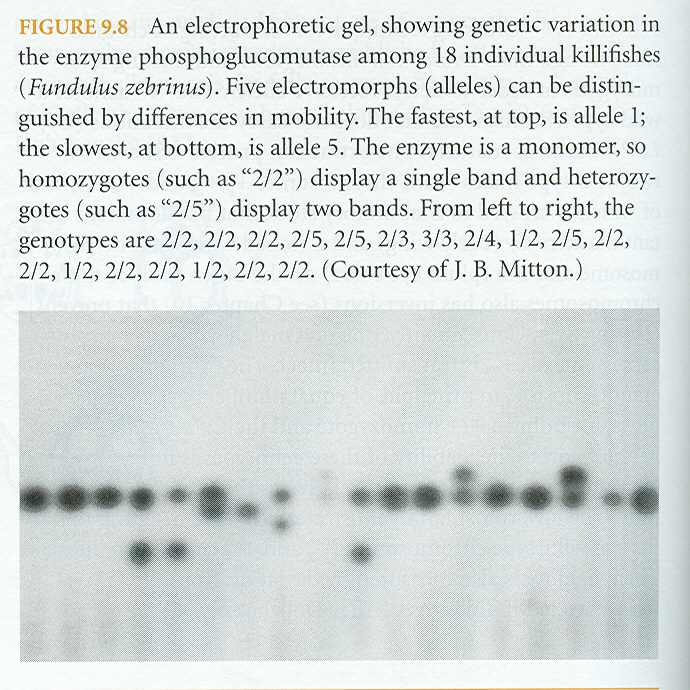 FIGURE 9.8 An electrophoretic gel, showing genetic variation in
the enzyme phosphoglucomutase among 18 individual killifishes
(Fundulus zebrinus). Five electromorphs (alleles) can be distin-
guished by differences in mobility. The fastest, at top, is allele 1;
the slowest, at bottom, is allele 5. The enzyme is a monomer, so
homozygotes (such as “2/2”) display a single band and heterozy-
gotes (such as “2/5”) display two bands. From left to right, the
genotypes are 2/2, 2/2, 2/2, 2/5, 2/5, 2/3, 3/3, 2/4, 1/2, 2/5, 2/2,
2/2, 1/2, 2/2, 2/2, 1/2, 2/2, 2/2. (Courtesy of J. B. Mitton.)